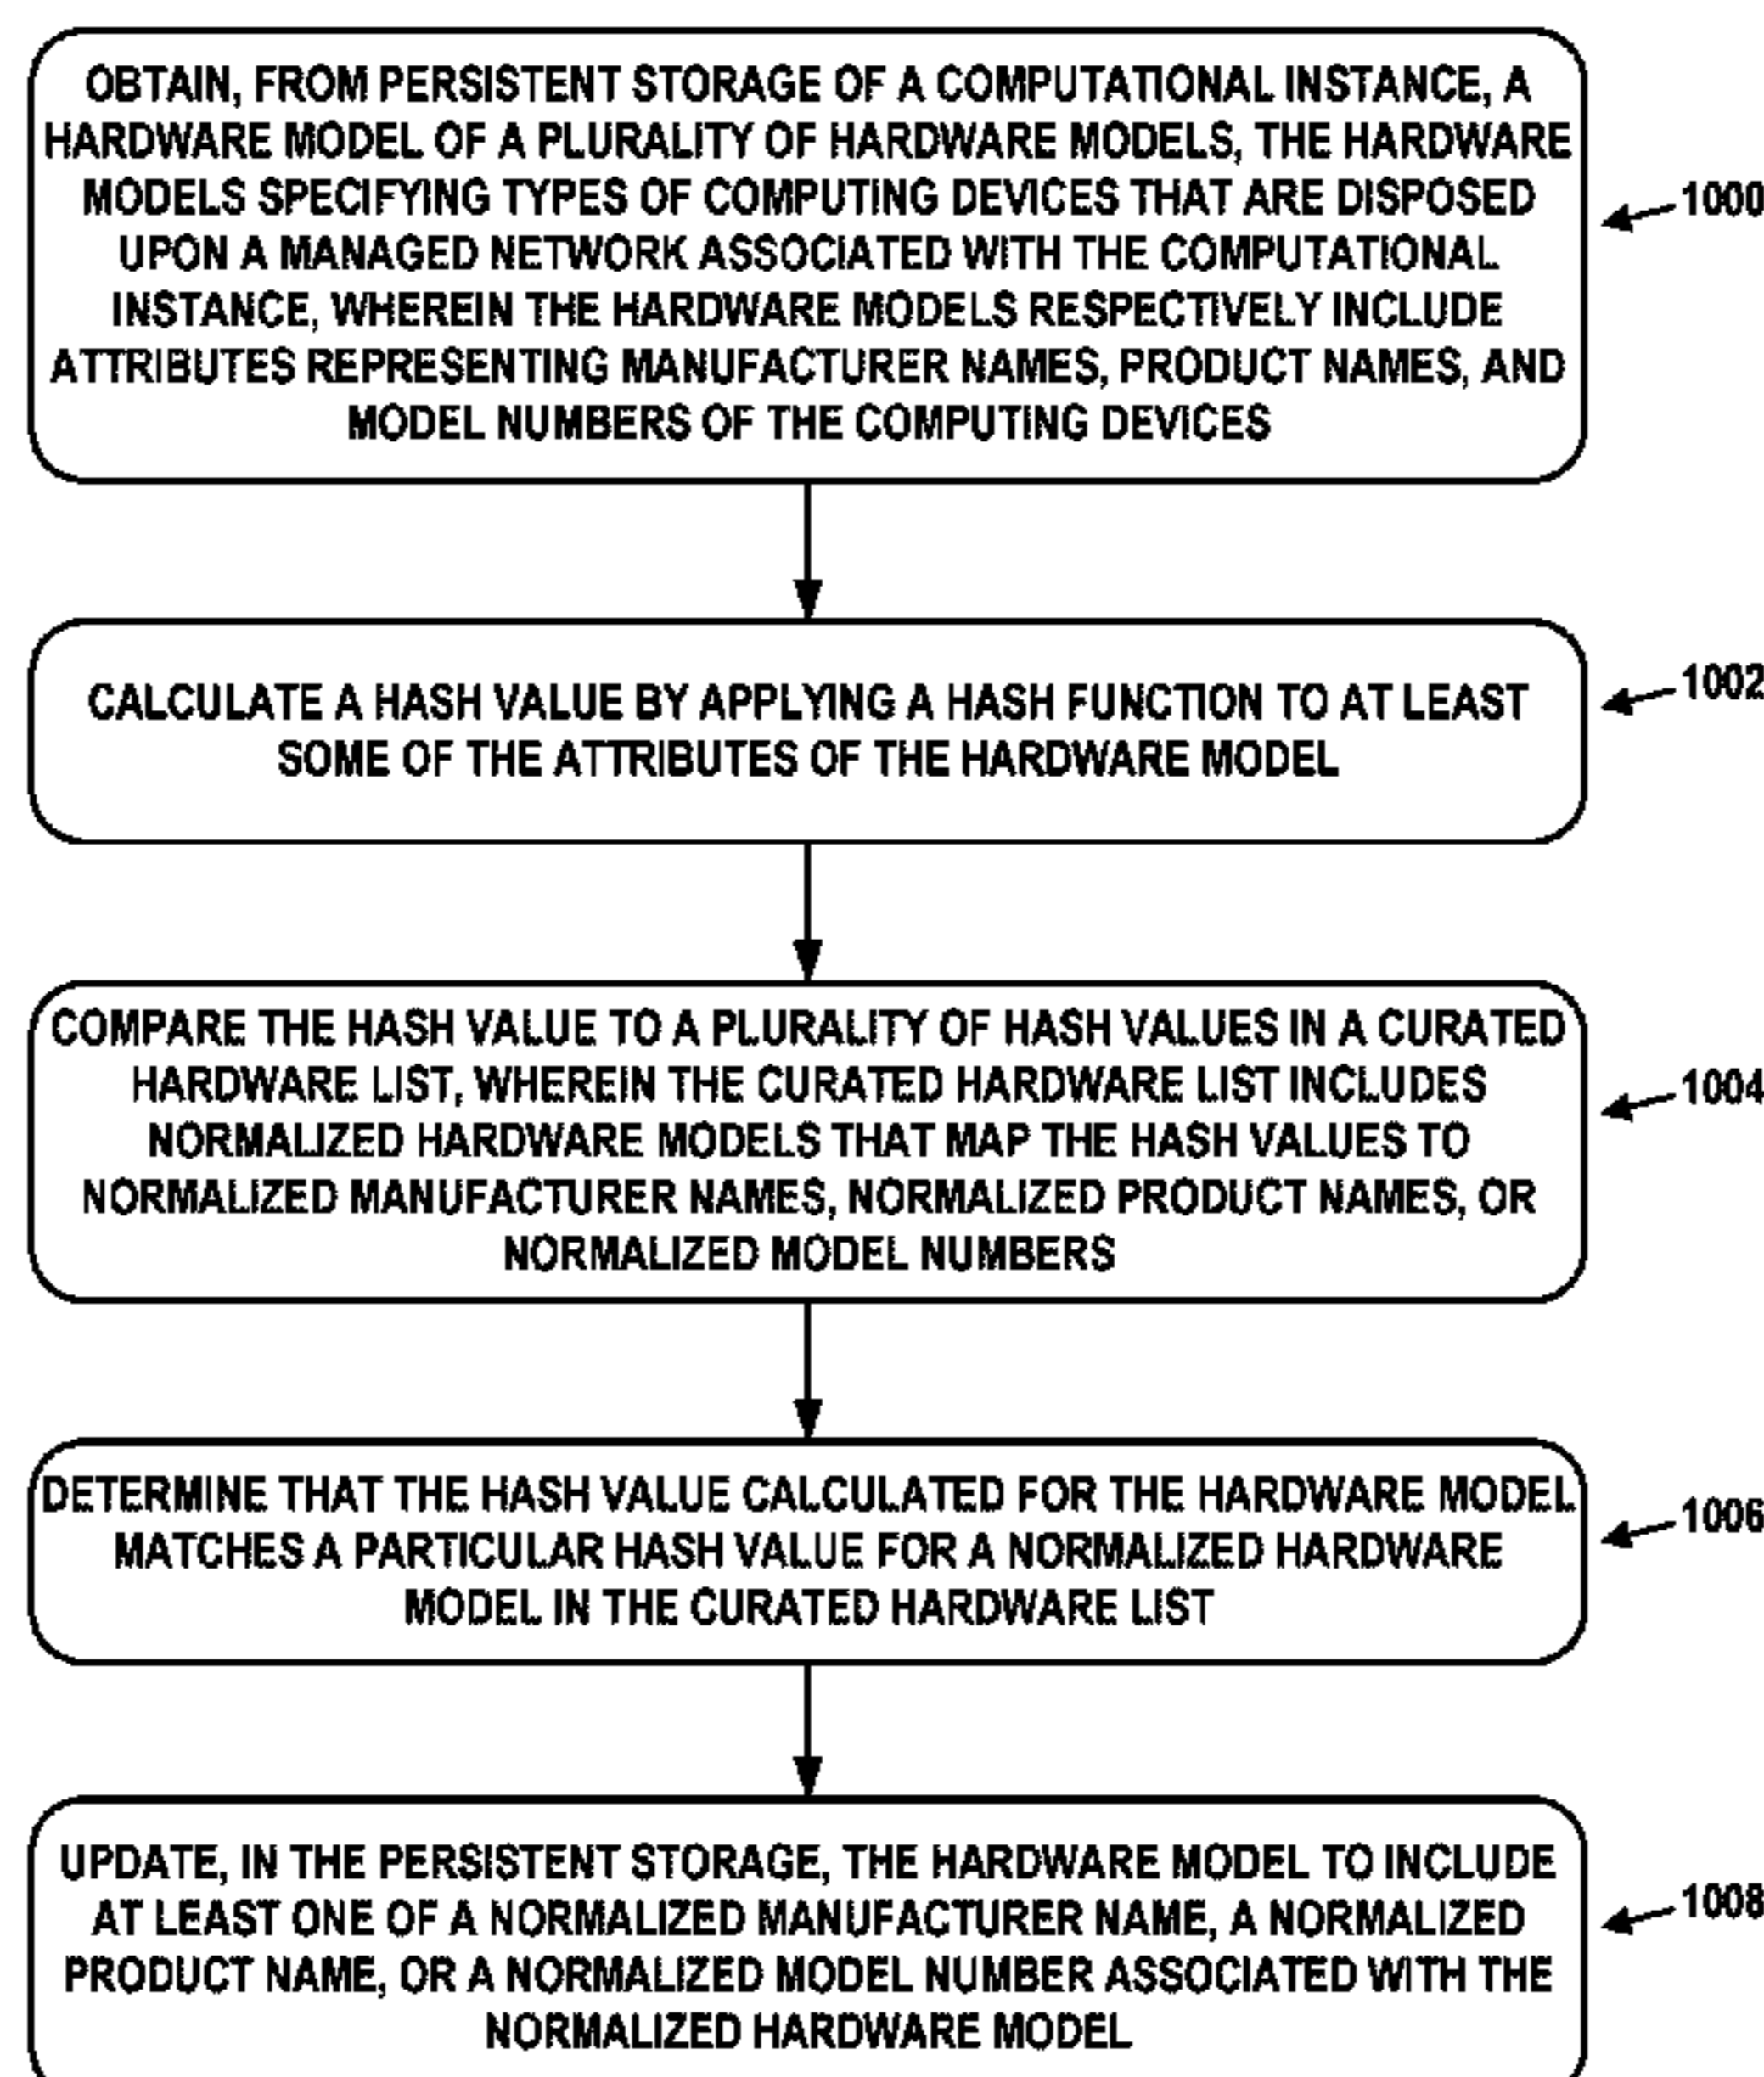 OBTAIN, FROM PERSISTENT STORAGE OF A COMPUTATIONAL INSTANCE, A
HARDWARE MODEL OF A PLURALITY OF HARDWARE MODELS, THE HARDWARE
MODELS SPECIFYING TYPES OF COMPUTING DEVICES THAT ARE DISPOSED
UPON A MANAGED NETWORK ASSOCIATED WITH THE COMPUTATIONAL
INSTANCE, WHEREIN THE HARDWARE MODELS RESPECTIVELY INCLUDE
ATTRIBUTES REPRESENTING MANUFACTURER NAMES, PRODUCT NAMES, AND
MODEL NUMBERS OF THE COMPUTING DEVICES
1000
CALCULATE A HASH VALUE BY APPLYING A HASH FUNCTION TO AT LEAST
SOME OF THE ATTRIBUTES OF THE HARDWARE MODEL
1002
COMPARE THE HASH VALUE TO A PLURALITY OF HASH VALUES IN A CURATED
HARDWARE LIST, WHEREIN THE CURATED HARDWARE LIST INCLUDES
NORMALIZED HARDWARE MODELS THAT MAP THE HASH VALUES TO
NORMALIZED MANUFACTURER NAMES, NORMALIZED PRODUCT NAMES, OR
NORMALIZED MODEL NUMBERS
1004
DETERMINE THAT THE HASH VALUE CALCULATED FOR THE HARDWARE MODEL
MATCHES A PARTICULAR HASH VALUE FOR A NORMALIZED HARDWARE
MODEL IN THE CURATED HARDWARE LIST
1006
UPDATE, IN THE PERSISTENT STORAGE, THE HARDWARE MODEL TO INCLUDE
AT LEAST ONE OF A NORMALIZED MANUFACTURER NAME, A NORMALIZED
PRODUCT NAME, OR A NORMALIZED MODEL NUMBER ASSOCIATED WITH THE
NORMALIZED HARDWARE MODEL
1008